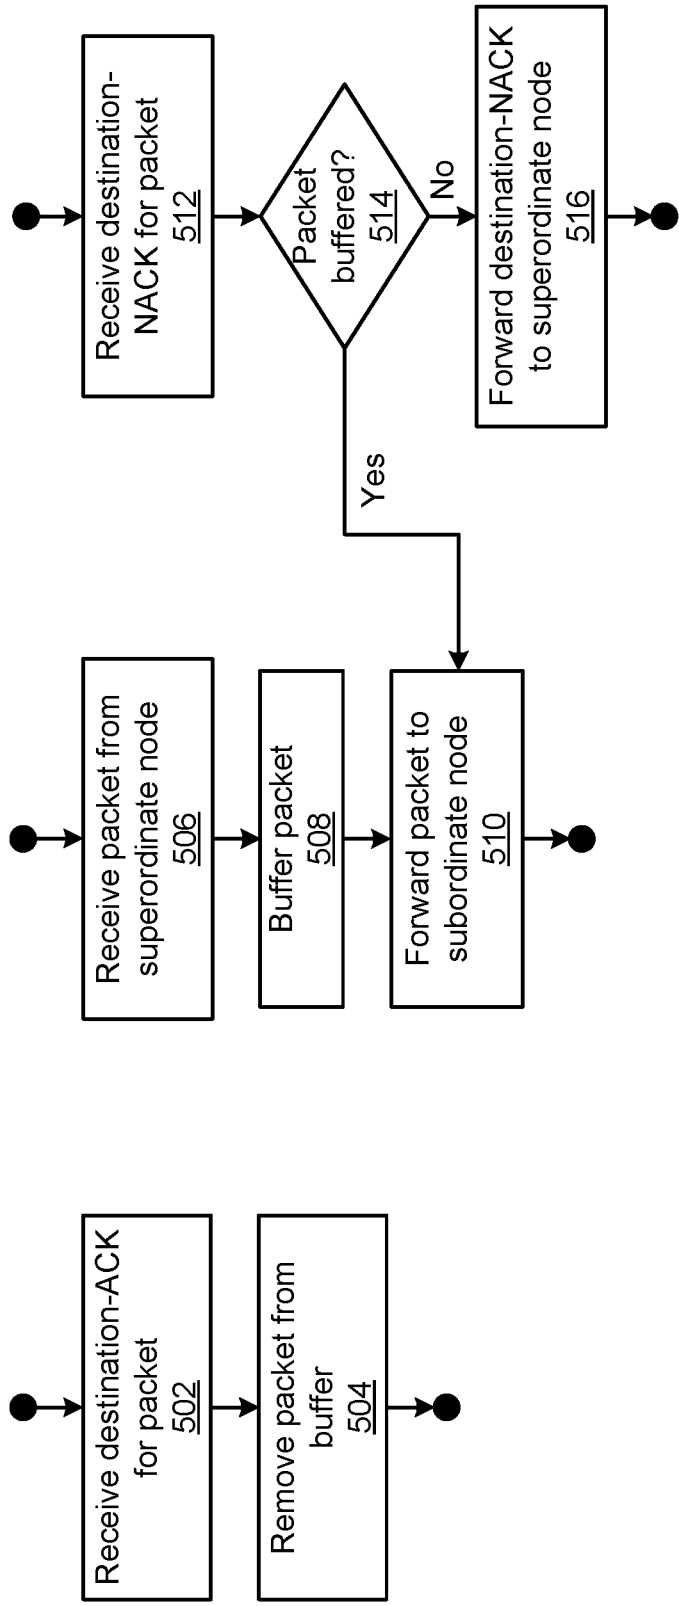 Receive destination-ACK
for packet
502
Remove packet from
buffer
504
Receive packet from
superordinate node
506
Buffer packet
508
Forward packet to
subordinate node
510
Receive destination-
NACK for packet
512
Packet
buffered?
514
Yes
No
Forward destination-NACK
to superordinate node
516